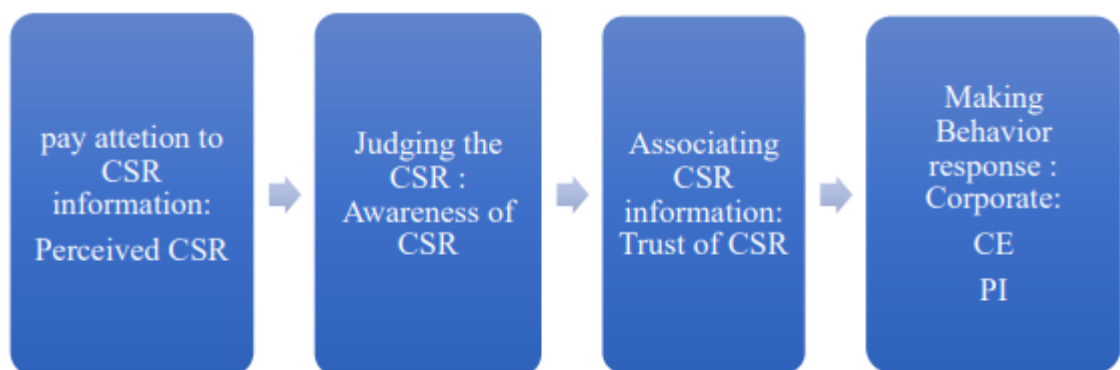 pay attetion to
CSR
information:
Perceived CSR
Judging the
CSR :
Awareness of
CSR
Associating
CSR
information:
Trust of CSR
Making
Behavior
response :
Corporate:
CE
PI